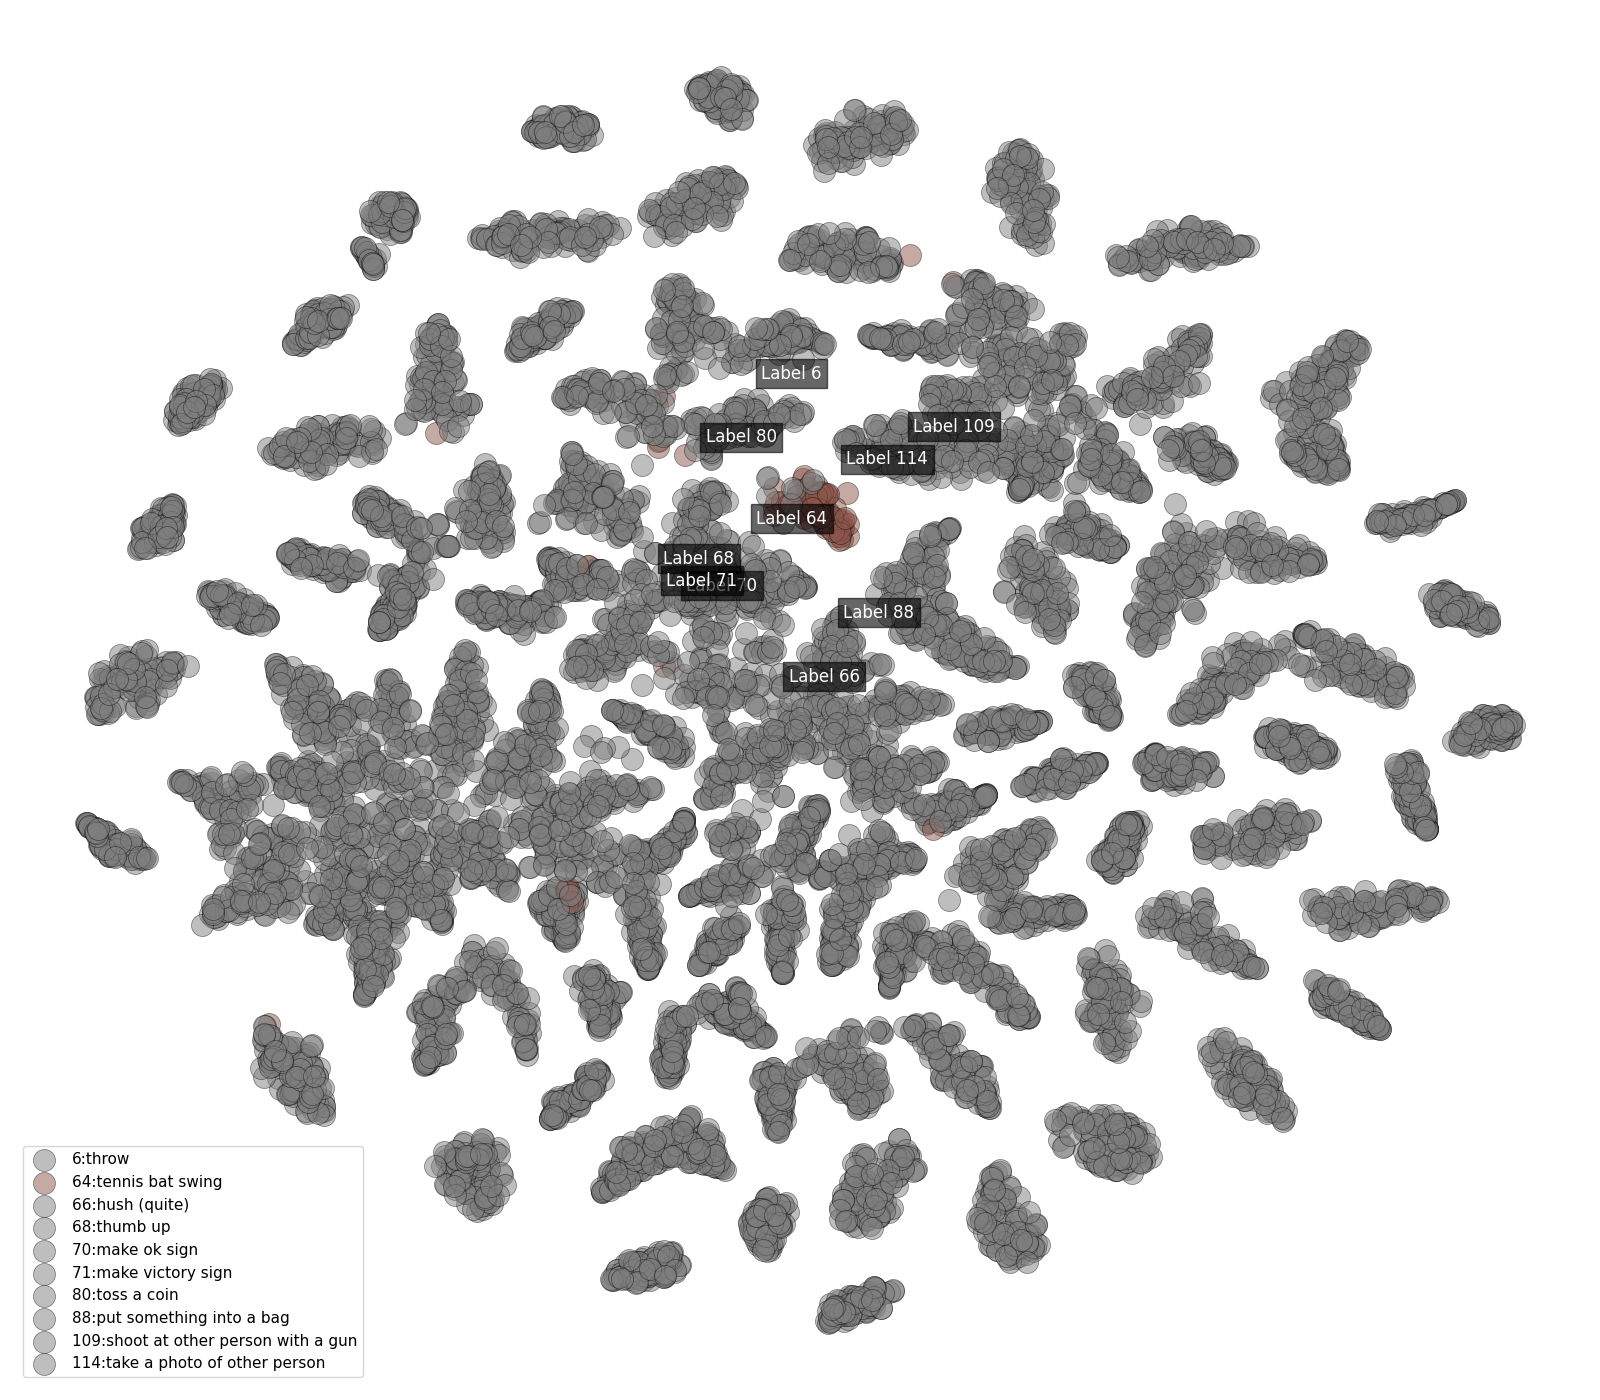 Label 6
Label 109
Label 80
Label 114
Label 64
Label 68
Label 71
Label 70
Label 88
Label 66
6:throw
64:tennis bat swing
66:hush (quite)
68:thumb up
70:make ok sign
71:make victory sign
80:toss a coin
88:put something into a bag
109:shoot at other person with a gun
114:take a photo of other person